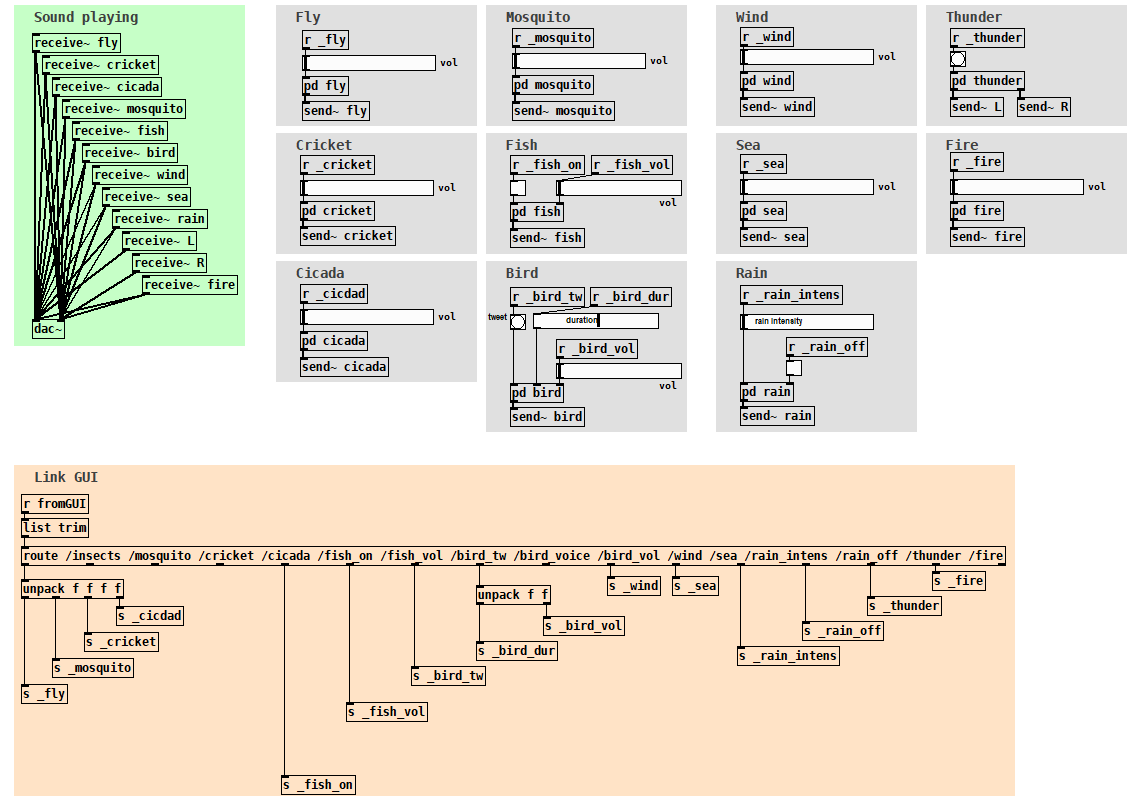 Sound playing
receive~ fly
receive~ cricket
receive~ cicada
receive~ mosquito
receive~ fish
receive~ bird
receive~ wind
receive~ sea
receive~ rain
receive~ L
receive~ R
receive~ fire
dac~
Fly
r _fly
vol
pd fly
send~ fly
Mosquito
r _mosquito
vol
pd mosquito
send~ mosquito
Wind
r _wind
vol
pd wind
send~ wind
Thunder
r _thunder
pd thunder
send~ L
send~ R
Cricket
r _cricket
vol
pd cricket
send~ cricket
Fish
r _fish_on
r _fish_vol
vol
pd fish
send~ fish
Sea
r _sea
vol
pd sea
send~ sea
Fire
r _fire
vol
pd fire
send~ fire
Cicada
r _cicdad
vol
pd cicada
send~ cicada
Bird
r _bird_tw
r _bird_dur
tweet
duration
r _bird_vol
vol
pd bird
send~ bird
Rain
r _rain_intens
rain intensity
r _rain_off
pd rain
send~ rain
Link GUI
r fromGUI
list trim
route /insects /mosquito /cricket /cicada /fish_on /fish_vol /bird_tw /bird_voice /bird_vol /wind /sea /rain_intens /rain_off /thunder /fire
unpack f f f f
s _cicdad
s _cricket
s _mosquito
s _fly
s _fish_on
s _fish_vol
s _bird_tw
unpack f f
s _bird_vol
s _bird_dur
s _wind
s _sea
s _rain_intens
s _rain_off
s _thunder
s _fire